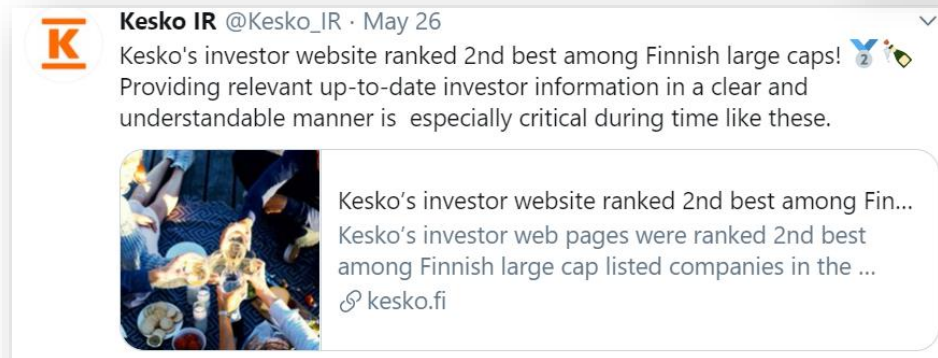 K
Kesko IR @Kesko_IR · May 26
Kesko's investor website ranked 2nd best among Finnish large caps! 🥈🍾
Providing relevant up-to-date investor information in a clear and
understandable manner is  especially critical during time like these.
Kesko's investor website ranked 2nd best among Fin...
Kesko's investor web pages were ranked 2nd best
among Finnish large cap listed companies in the ...
kesko.fi